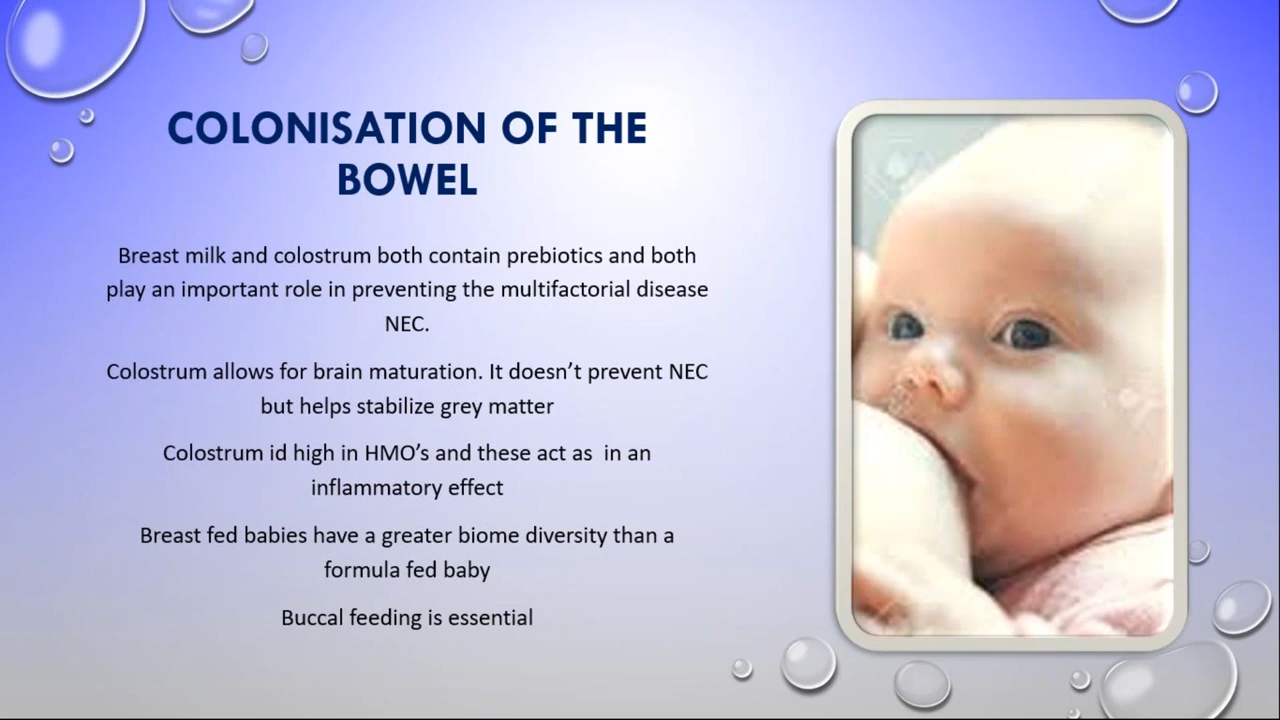 COLONISATION OF THE
BOWEL
Breast milk and colostrum both contain prebiotics and both
play an important role in preventing the multifactorial disease
NEC.
Colostrum allows for brain maturation. It doesn’t prevent NEC
but helps stabilize grey matter
Colostrum id high in HMO’s and these act as  in an
inflammatory effect
Breast fed babies have a greater biome diversity than a
formula fed baby
Buccal feeding is essential